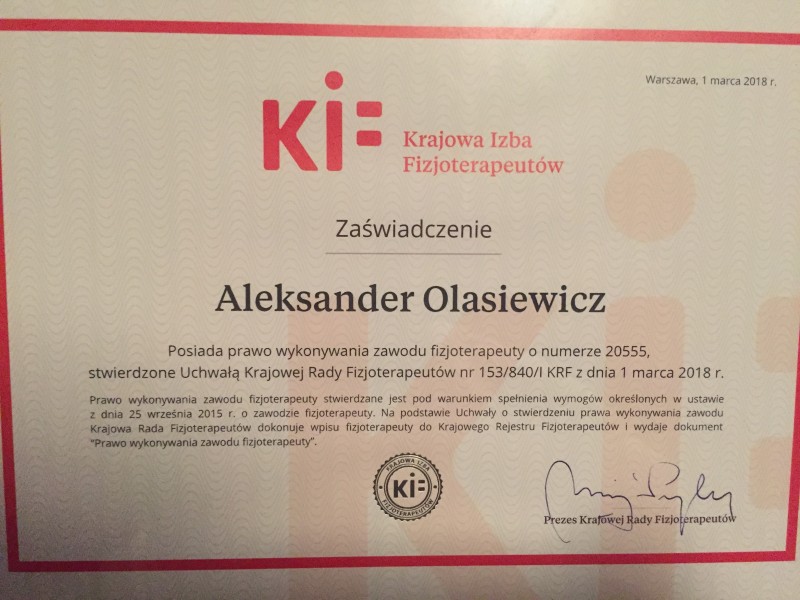 Warszawa, 1 marca 2018 r.
KIF
Krajowa Izba
Fizjoterapeutów
Zaświadczenie
Aleksander Olasiewicz
Posiada prawo wykonywania zawodu fizjoterapeuty o numerze 20555,
stwierdzone Uchwałą Krajowej Rady Fizjoterapeutów nr 153/840/I KRF z dnia 1 marca 2018 r.
Prawo wykonywania zawodu fizjoterapeuty stwierdzane jest pod warunkiem spełnienia wymogów określonych w ustawie
z dnia 25 września 2015 r. o zawodzie fizjoterapeuty. Na podstawie Uchwały o stwierdzeniu prawa wykonywania zawodu
Krajowa Rada Fizjoterapeutów dokonuje wpisu fizjoterapeuty do Krajowego Rejestru Fizjoterapeutów i wydaje dokument
"Prawo wykonywania zawodu fizjoterapeuty".
KRAJOWA IZBA
KIF
FIZJOTERAPEUTÓW
Prezes Krajowej Rady Fizjoterapeutów